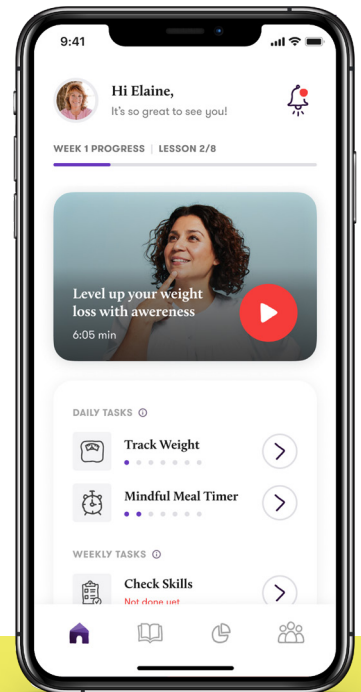 9:41
Hi Elaine,
It's so great to see you!
WEEK 1 PROGRESS | LESSON 2/8
Level up your weight
loss with awereness
6:05 min
DAILY TASKS
Track Weight
Mindful Meal Timer
WEEKLY TASKS
Check Skills
Not done yet